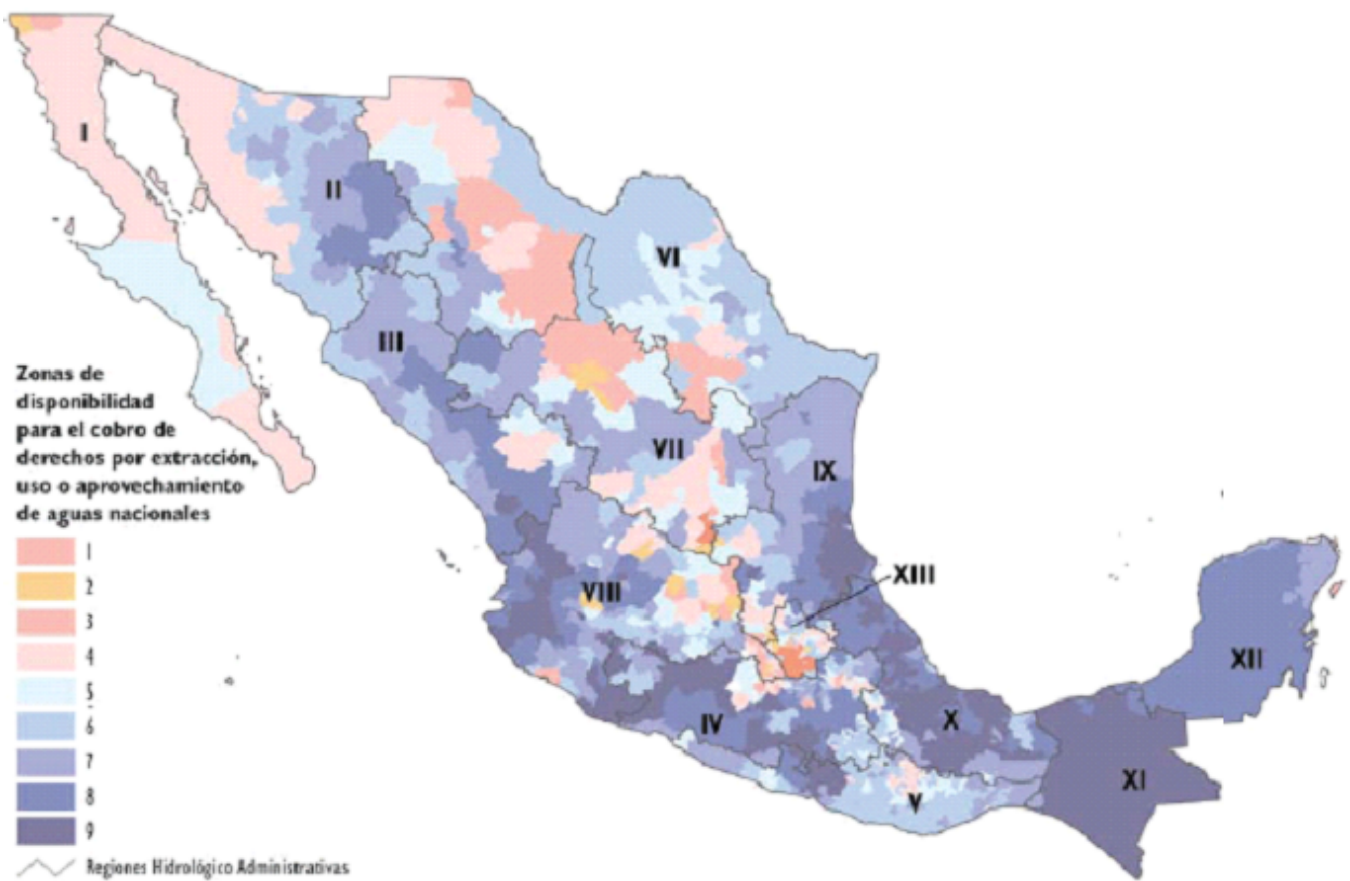 I
II
VI
III
Zonas de
disponibilidad
para el cobro de
derechos por extracción,
uso o aprovechamiento
de aguas nacionales
VII
IX
XIII
VIII
XII
IV
X
XI
V
1
2
3
4
5
6
7
8
9
Regiones Hidrológico Administrativas